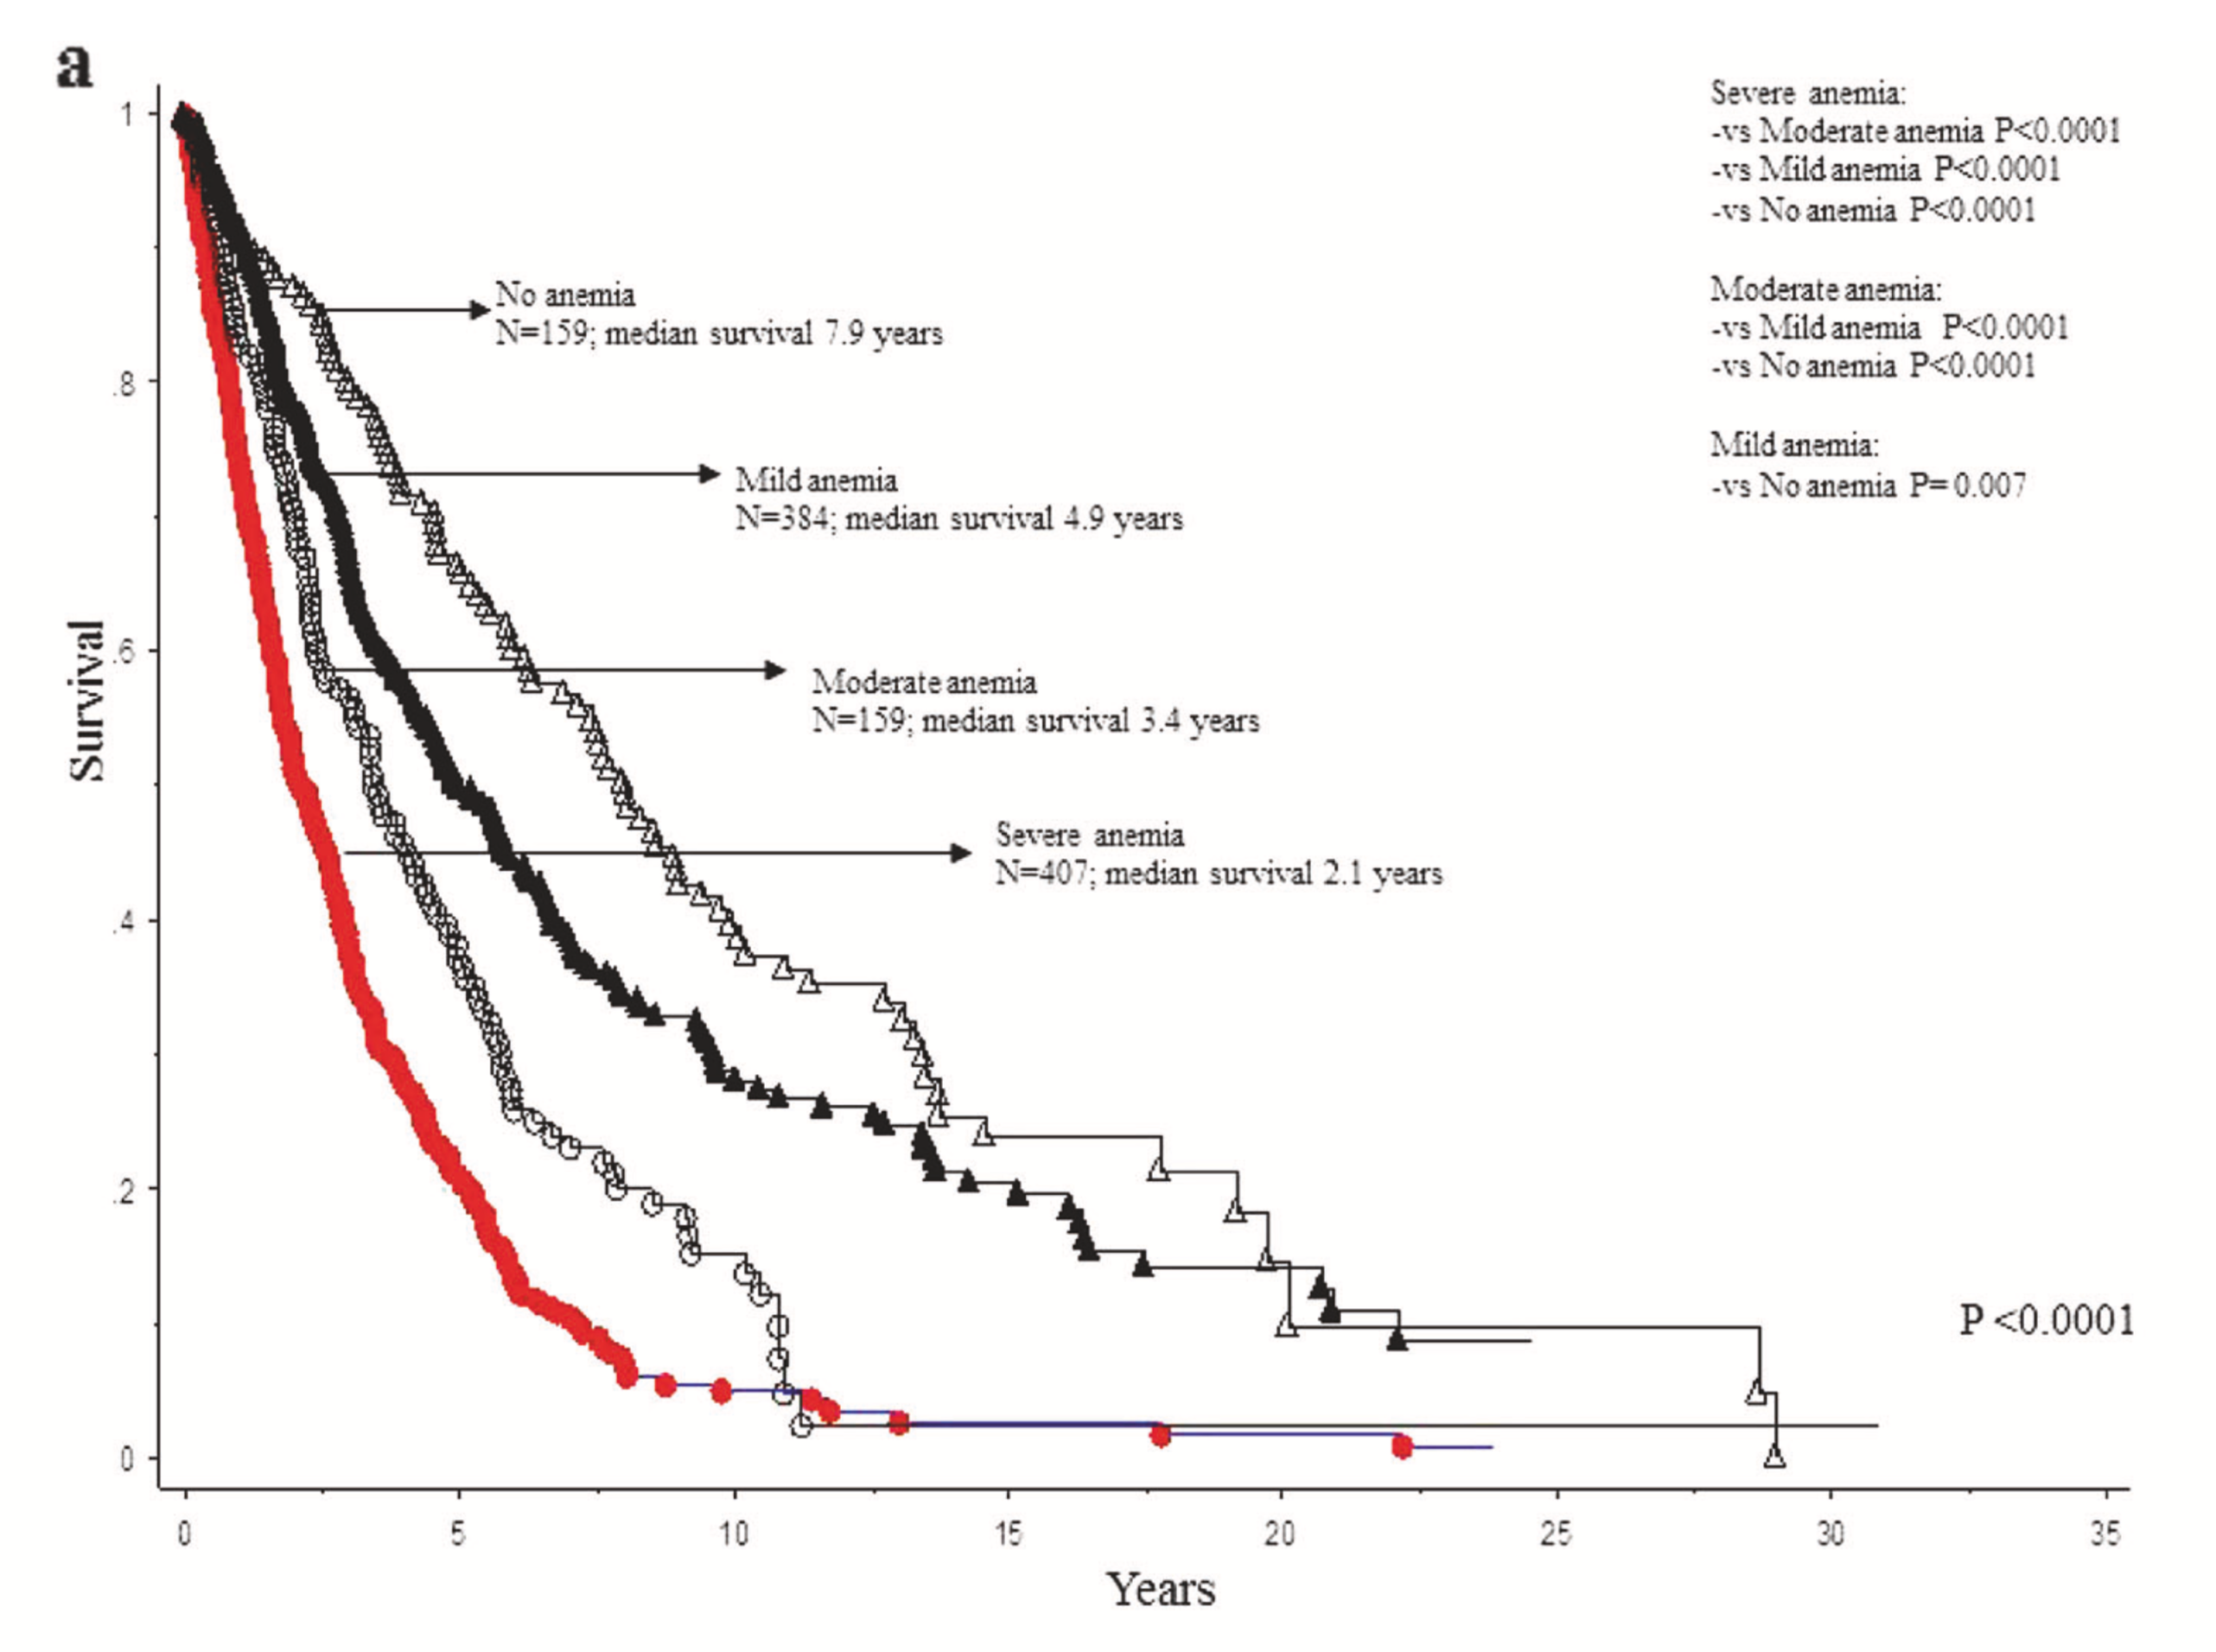 a
Severe anemia:
-vs Moderate anemia P<0.0001
-vs Mild anemia P<0.0001
-vs No anemia P<0.0001
Moderate anemia:
-vs Mild anemia P<0.0001
-vs No anemia P<0.0001
Mild anemia:
-vs No anemia P= 0.007
No anemia
N=159; median survival 7.9 years
Mild anemia
N=384; median survival 4.9 years
Moderate anemia
N=159; median survival 3.4 years
Severe anemia
N=407; median survival 2.1 years
P <0.0001
Survival
1
.8
.6
.4
.2
0
0 5 10 15 20 25 30 35
Years